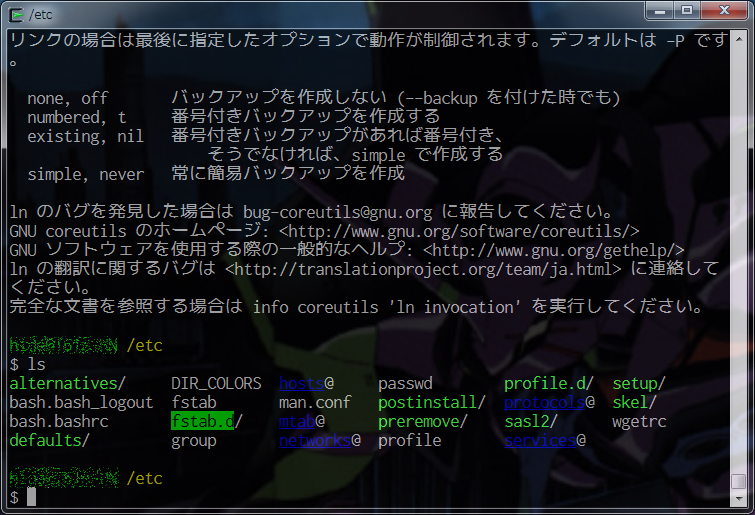 /etc
リンクの場合は最後に指定したオプションで動作が制御されます。デフォルトは -P です
。
none, off バックアップを作成しない (--backup を付けた時でも)
numbered, t 番号付きバックアップを作成する
existing, nil 番号付きバックアップがあれば番号付き、
そうでなければ、simple で作成する
simple, never 常に簡易バックアップを作成
ln のバグを発見した場合は bug-coreutils@gnu.org に報告してください。
GNU coreutils のホームページ: <http://www.gnu.org/software/coreutils/>
GNU ソフトウェアを使用する際の一般的なヘルプ: <http://www.gnu.org/gethelp/>
ln の翻訳に関するバグは <http://translationproject.org/team/ja.html> に連絡して
ください。
完全な文書を参照する場合は info coreutils 'ln invocation' を実行してください。
/etc
$ ls
alternatives/ DIR_COLORS hosts@ passwd profile.d/ setup/
bash.bash_logout fstab man.conf postinstall/ protocols@ skel/
bash.bashrc fstab.d/ mtab@ preremove/ sasl2/ wgetrc
defaults/ group networks@ profile services@
/etc
$